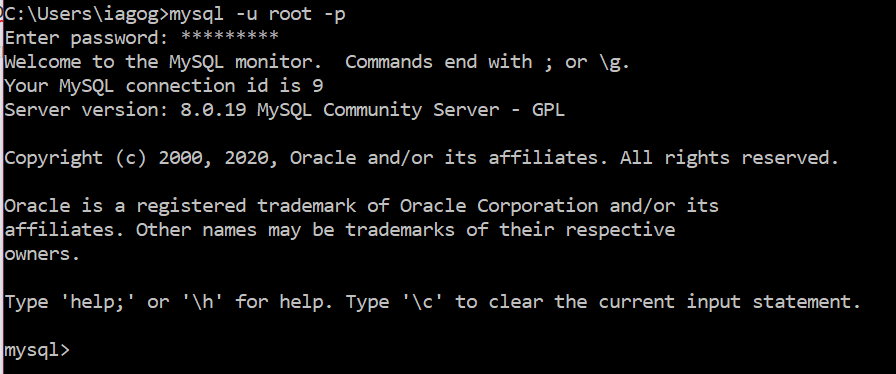 C:\Users\iagog>mysql -u root -p
Enter password: *********
Welcome to the MySQL monitor.  Commands end with ; or \g.
Your MySQL connection id is 9
Server version: 8.0.19 MySQL Community Server - GPL

Copyright (c) 2000, 2020, Oracle and/or its affiliates. All rights reserved.

Oracle is a registered trademark of Oracle Corporation and/or its
affiliates. Other names may be trademarks of their respective
owners.

Type 'help;' or '\h' for help. Type '\c' to clear the current input statement.

mysql>